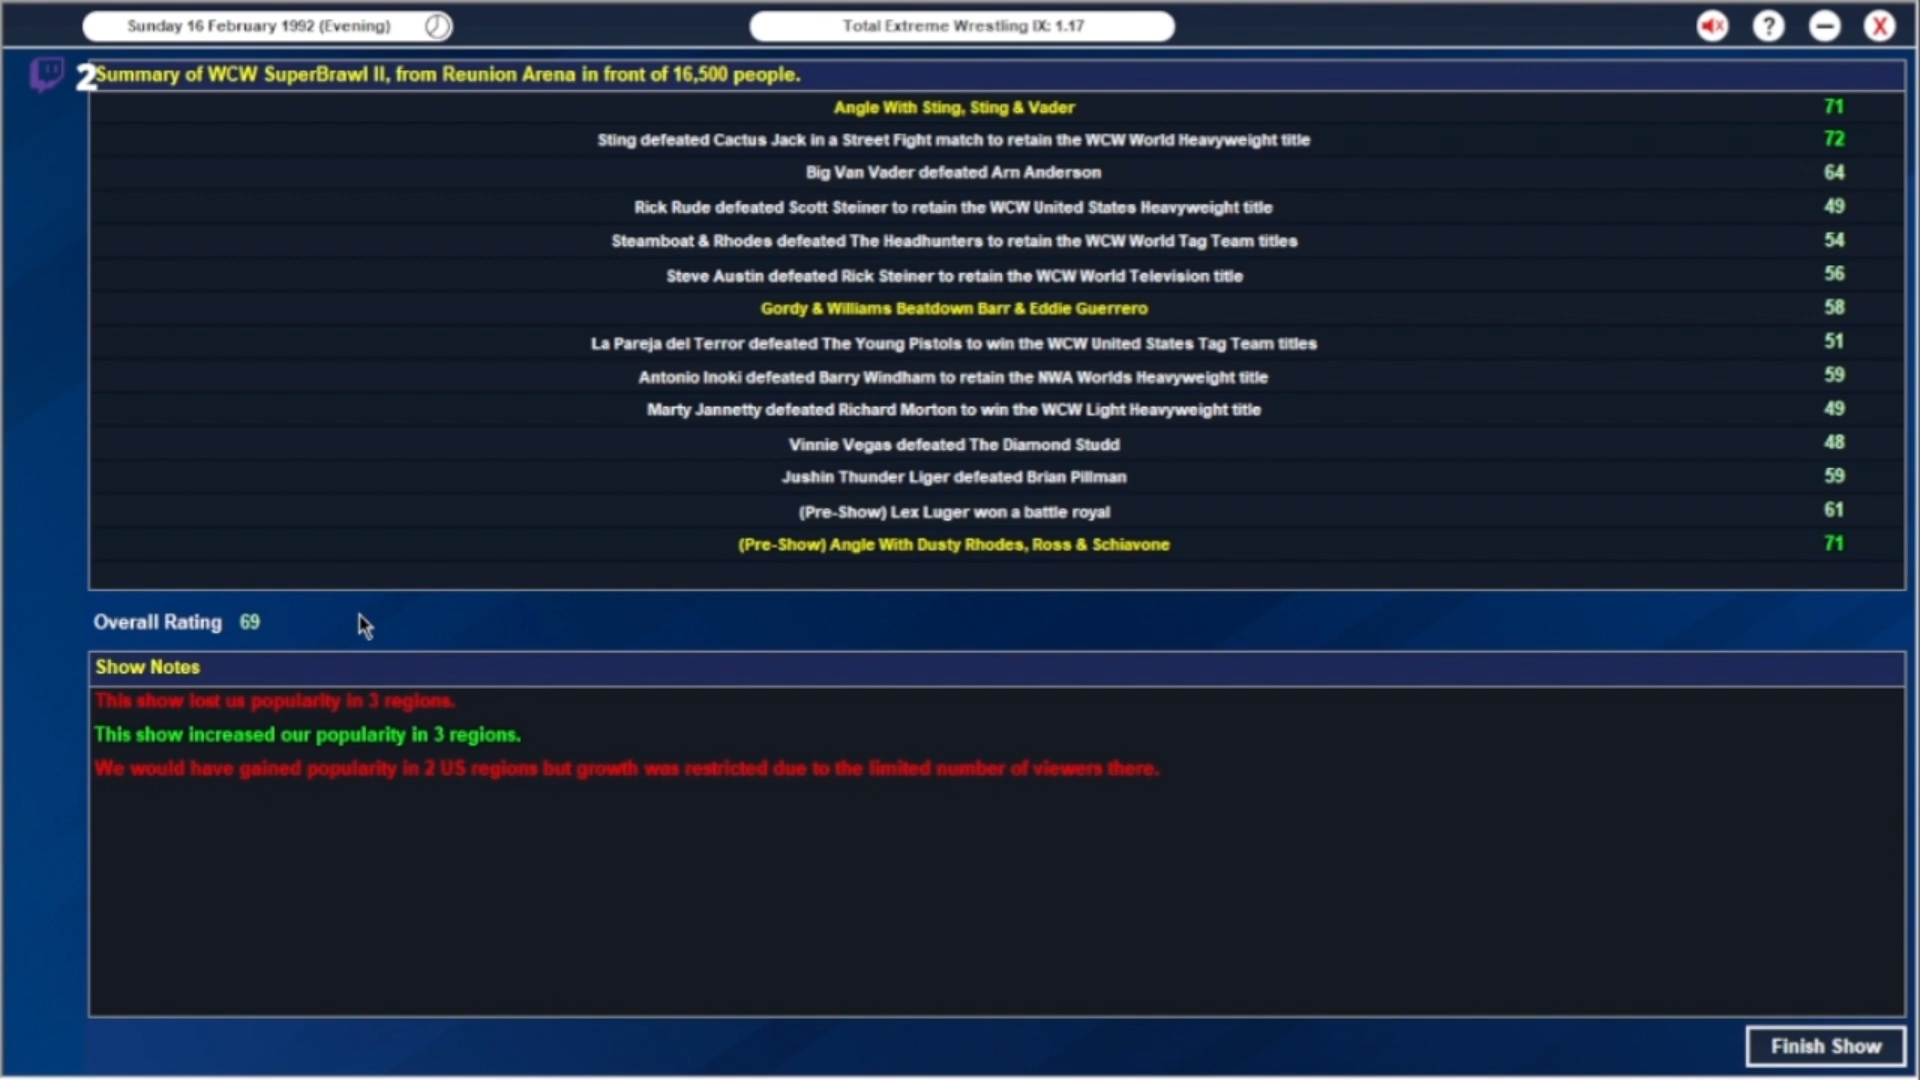 Sunday 16 February 1992 (Evening)
Total Extreme Wrestling IX: 1.17
?
X
2
Summary of WCW SuperBrawl II, from Reunion Arena in front of 16,500 people.
Angle With Sting, Sting & Vader 71
Sting defeated Cactus Jack in a Street Fight match to retain the WCW World Heavyweight title 72
Big Van Vader defeated Arn Anderson 64
Rick Rude defeated Scott Steiner to retain the WCW United States Heavyweight title 49
Steamboat & Rhodes defeated The Headhunters to retain the WCW World Tag Team titles 54
Steve Austin defeated Rick Steiner to retain the WCW World Television title 56
Gordy & Williams Beatdown Barr & Eddie Guerrero 58
La Pareja del Terror defeated The Young Pistols to win the WCW United States Tag Team titles 51
Antonio Inoki defeated Barry Windham to retain the NWA Worlds Heavyweight title 59
Marty Jannetty defeated Richard Morton to win the WCW Light Heavyweight title 49
Vinnie Vegas defeated The Diamond Studd 48
Jushin Thunder Liger defeated Brian Pillman 59
(Pre-Show) Lex Luger won a battle royal 61
(Pre-Show) Angle With Dusty Rhodes, Ross & Schiavone 71
Overall Rating 69
Show Notes
This show lost us popularity in 3 regions.
This show increased our popularity in 3 regions.
We would have gained popularity in 2 US regions but growth was restricted due to the limited number of viewers there.
Finish Show